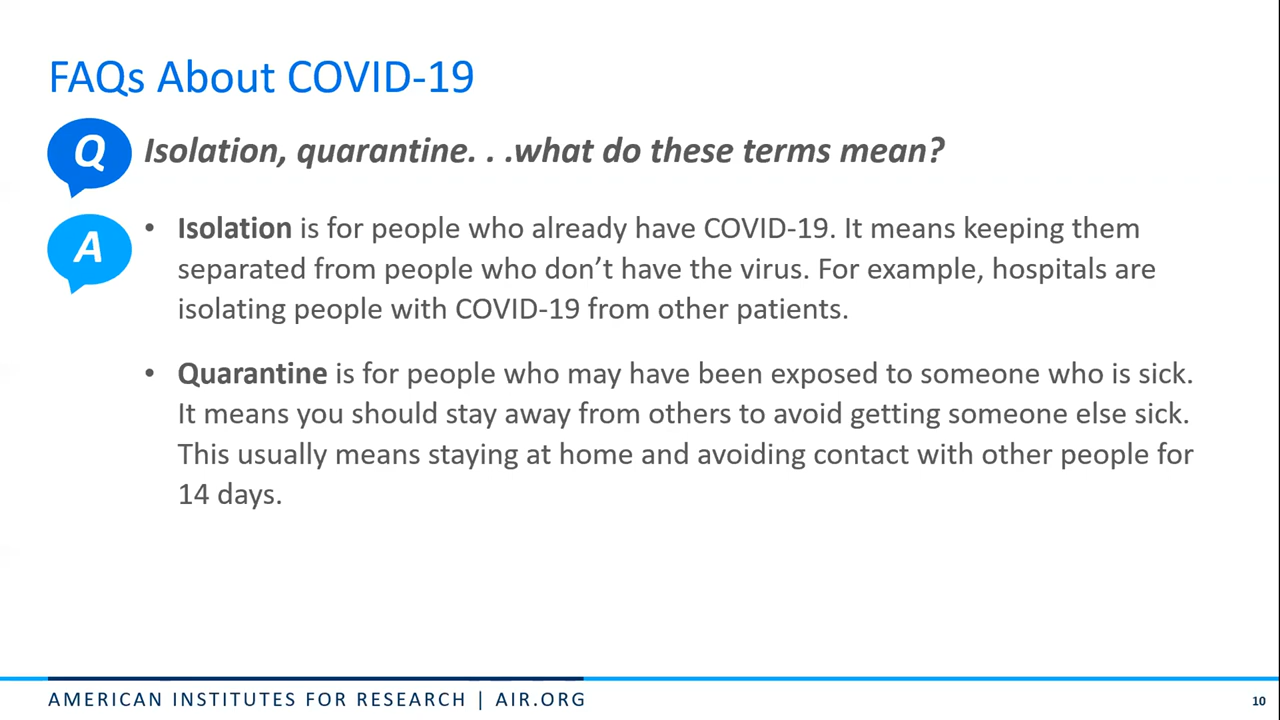 FAQs About COVID-19
Q
Isolation, quarantine. . .what do these terms mean?
A
• Isolation is for people who already have COVID-19. It means keeping them
separated from people who don’t have the virus. For example, hospitals are
isolating people with COVID-19 from other patients.
• Quarantine is for people who may have been exposed to someone who is sick.
It means you should stay away from others to avoid getting someone else sick.
This usually means staying at home and avoiding contact with other people for
14 days.
AMERICAN INSTITUTES FOR RESEARCH | AIR.ORG
10